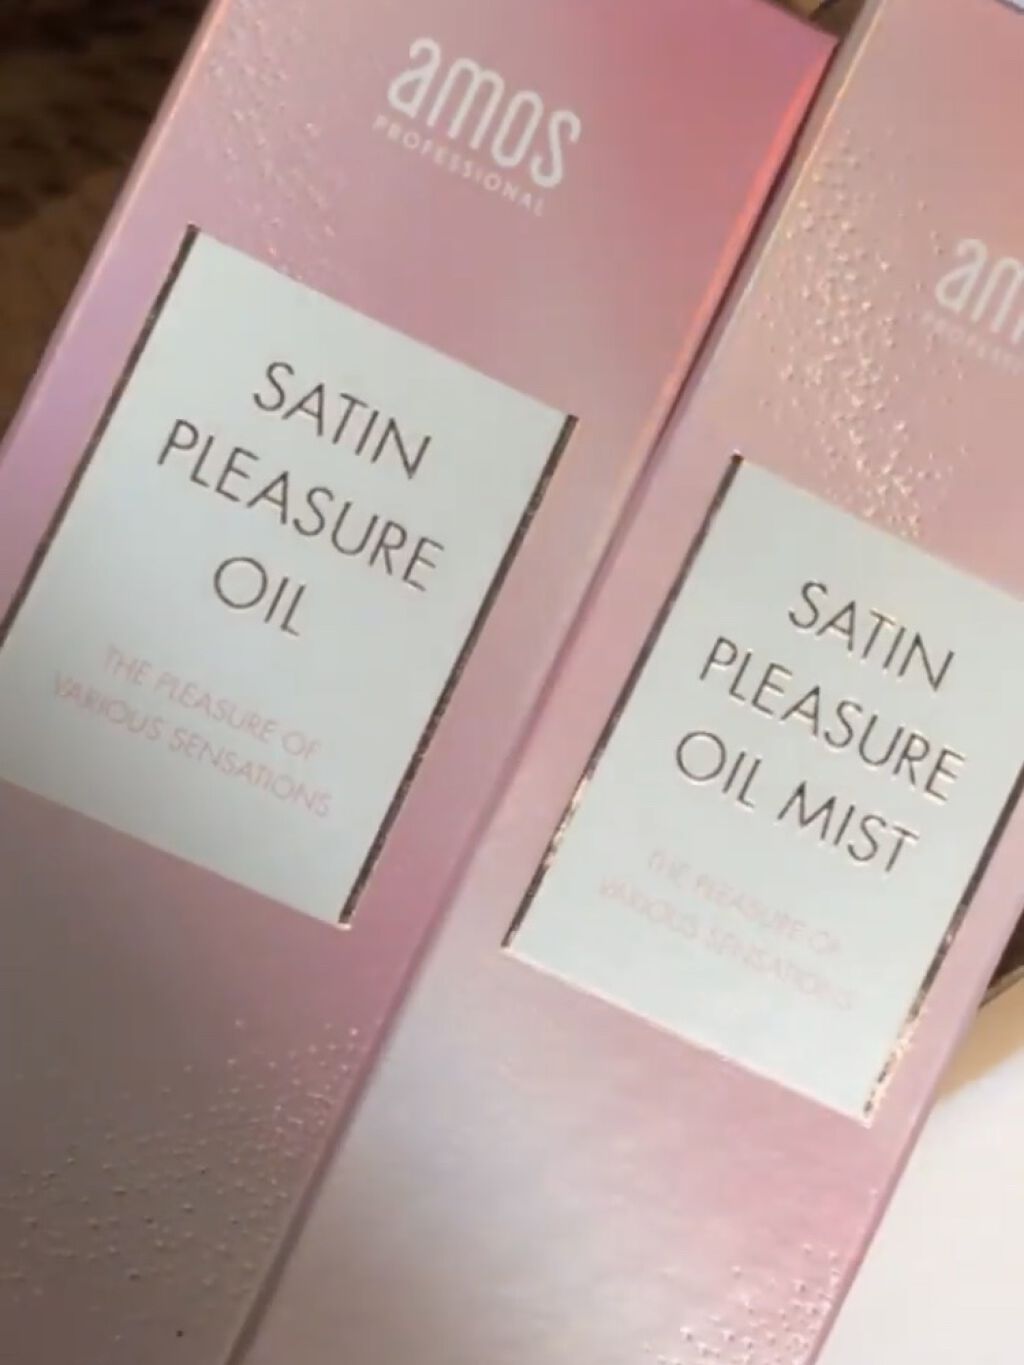 amos
PROFESSIONAL
SATIN
PLEASURE
OIL
THE PLEASURE OF
VARIOUS SENSATIONS
am
SATIN
PLEASURE
OIL MIST
THE PLEASURE OF
VARIOUS SENSATIONS